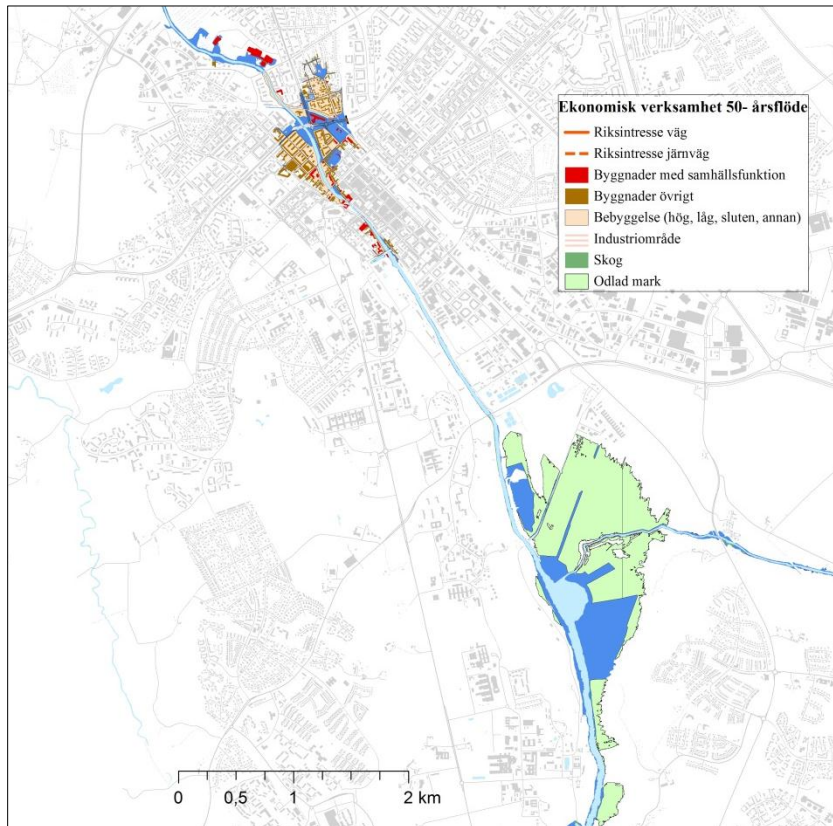 Ekonomisk verksamhet 50- årsflöde
Riksintresse väg
Riksintresse järnväg
Byggnader med samhällsfunktion
Byggnader övrigt
Bebyggelse (hög, låg, sluten, annan)
Industriområde
Skog
Odlad mark
0 0,5 1 2 km